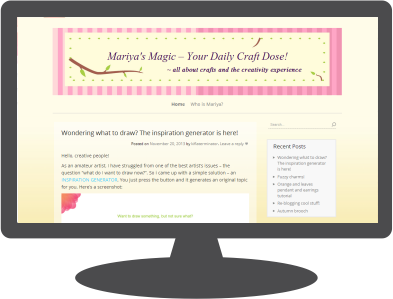 Mariya's Magic – Your Daily Craft Dose!
~ all about crafts and the creativity experience
Home Who is Mariya?
Search...
Wondering what to draw? The inspiration generator is here!
Posted on November 20, 2013 by Leave a reply
Hello, creative people!
As an amateur artist, I have struggled from one of the best artists issues – the
question "what do i want to draw now?". So i came up with a simple solution – an
INSPIRATION GENERATOR. You just press the button and it generates an original topic
for you. Here's a screenshot:
Want to draw something, but not sure what?
Recent Posts
Wondering what to draw?
The inspiration generator
is here!
Fuzzy charmst
Orange and leaves
pendant and earrings
tutorial
Re-blogging cool stuff!
Autumn brooch